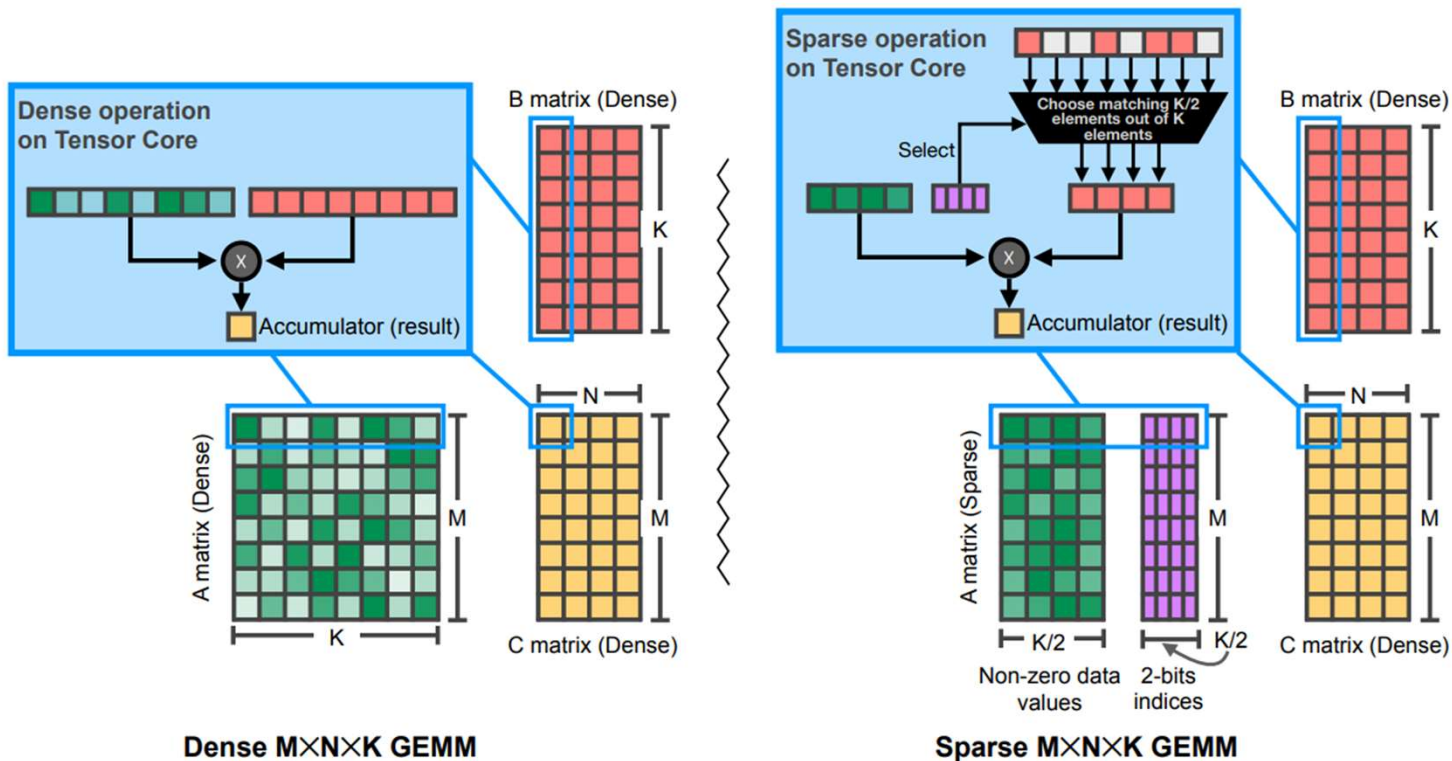 Dense operation
on Tensor Core
B matrix (Dense)
K
X
Accumulator (result)
N
A matrix (Dense)
M
M
K
C matrix (Dense)
Dense M×N×K GEMM
Sparse operation
on Tensor Core
Choose matching K/2
elements out of K
elements
Select
B matrix (Dense)
K
X
Accumulator (result)
N
A matrix (Sparse)
M
M
K/2
K/2
C matrix (Dense)
Non-zero data
values
2-bits
indices
Sparse M×N×K GEMM